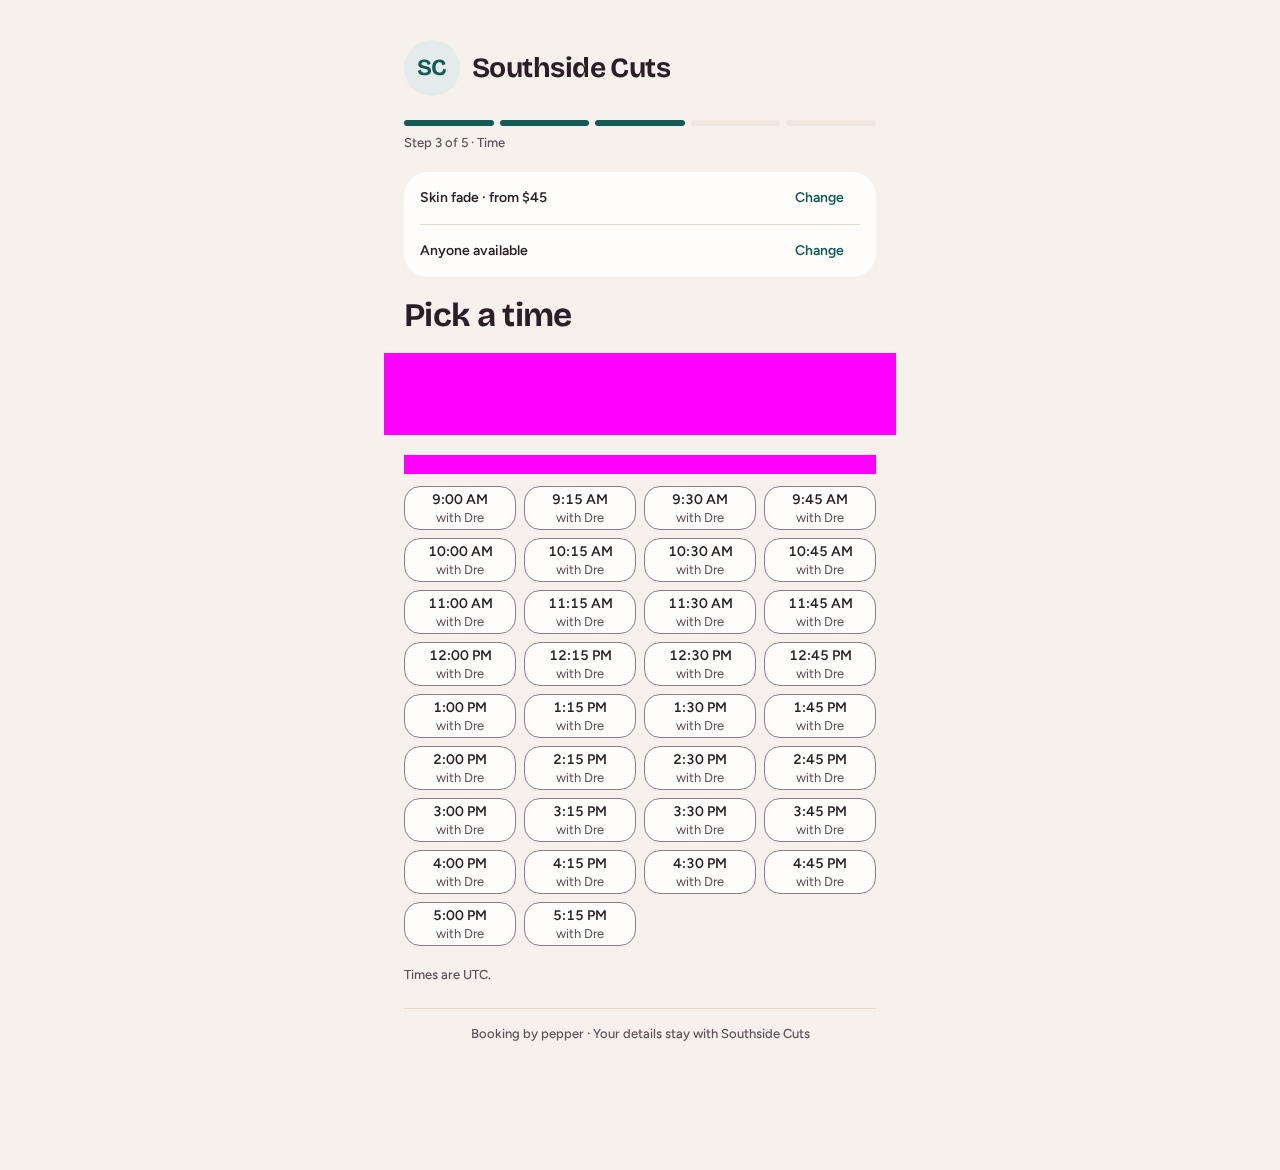 SC
Southside Cuts
Step 3 of 5 · Time
Skin fade · from $45 Change
Anyone available Change
Pick a time
9:00 AM 9:15 AM 9:30 AM 9:45 AM
with Dre with Dre with Dre with Dre
10:00 AM 10:15 AM 10:30 AM 10:45 AM
with Dre with Dre with Dre with Dre
11:00 AM 11:15 AM 11:30 AM 11:45 AM
with Dre with Dre with Dre with Dre
12:00 PM 12:15 PM 12:30 PM 12:45 PM
with Dre with Dre with Dre with Dre
1:00 PM 1:15 PM 1:30 PM 1:45 PM
with Dre with Dre with Dre with Dre
2:00 PM 2:15 PM 2:30 PM 2:45 PM
with Dre with Dre with Dre with Dre
3:00 PM 3:15 PM 3:30 PM 3:45 PM
with Dre with Dre with Dre with Dre
4:00 PM 4:15 PM 4:30 PM 4:45 PM
with Dre with Dre with Dre with Dre
5:00 PM 5:15 PM
with Dre with Dre
Times are UTC.
Booking by pepper · Your details stay with Southside Cuts